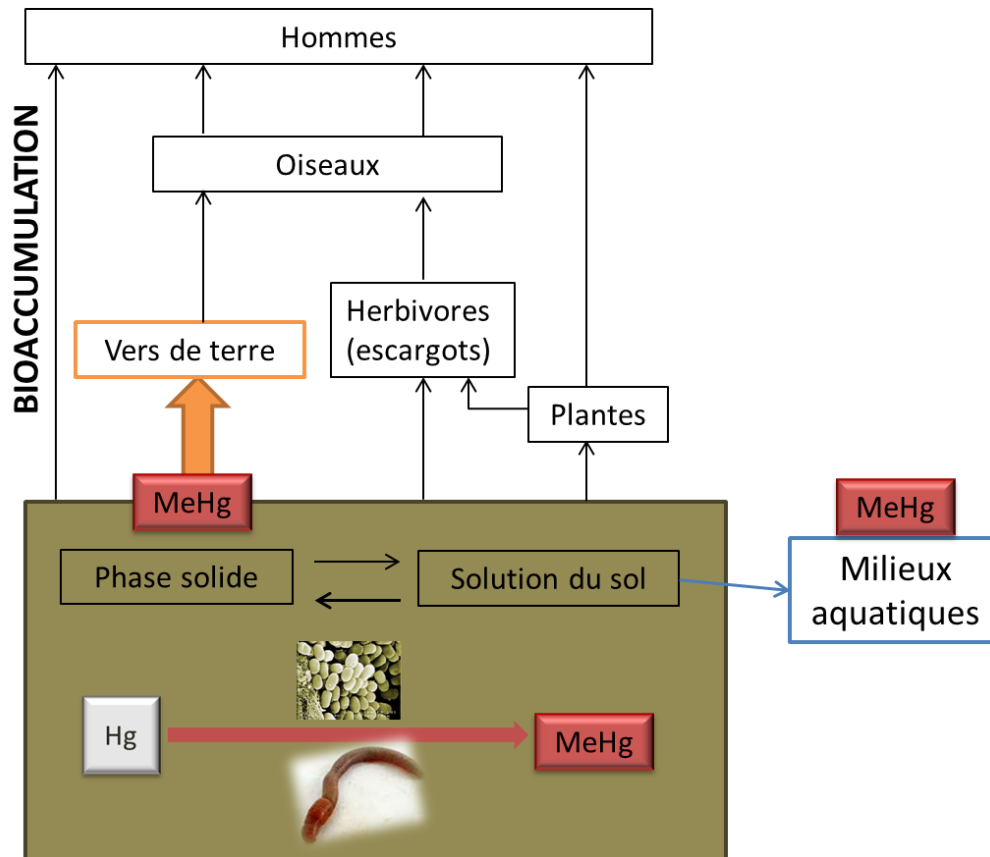 Hommes
BIOACCUMULATION
Oiseaux
Herbivores
(escargots)
Vers de terre
Plantes
MeHg
MeHg
Phase solide
Solution du sol
Milieux
aquatiques
Hg
MeHg